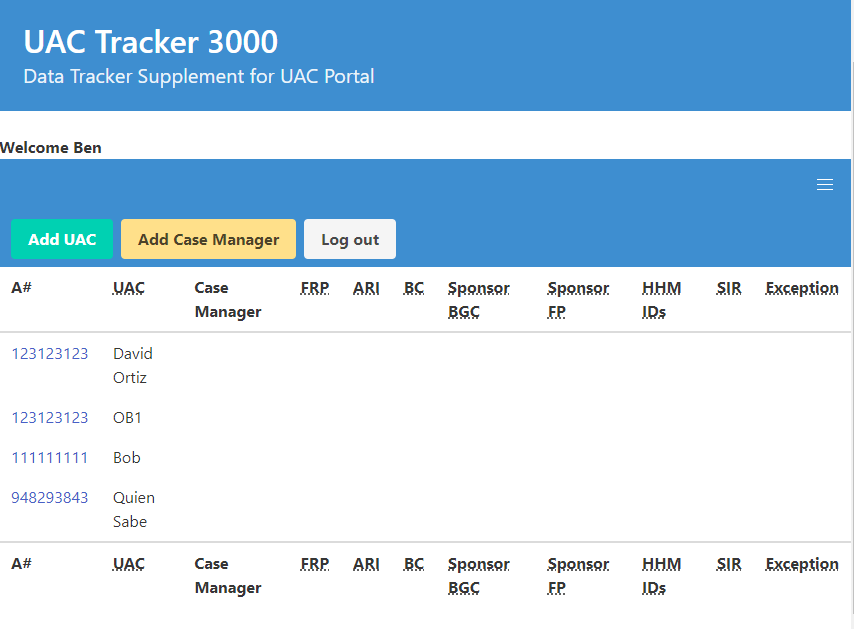 UAC Tracker 3000
Data Tracker Supplement for UAC Portal
Welcome Ben
Add UAC Add Case Manager Log out
A# UAC Case Manager FRP ARI BC Sponsor BGC Sponsor FP HHM IDs SIR Exception
123123123 David Ortiz
123123123 OB1
111111111 Bob
948293843 Quien Sabe
A# UAC Case Manager FRP ARI BC Sponsor BGC Sponsor FP HHM IDs SIR Exception